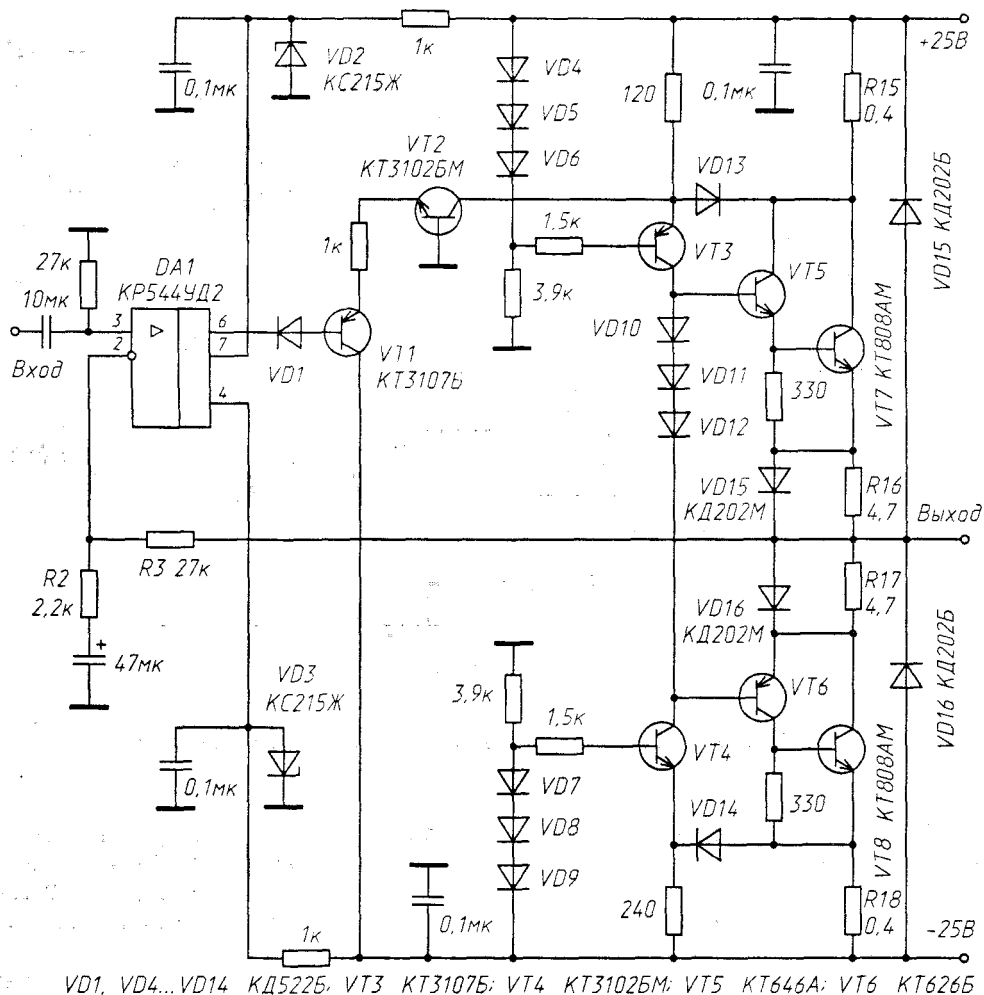 +25В
1к
VD2
КС215Ж
0,1мк
VD4
VD5
VD6
120
0,1мк
R15
0,4
VT2
КТ3102БМ
VD13
VD15 КД202Б
1,5к
VT3
1к
3,9к
VT5
27к
DA1
КР544УД2
10мк
3
2
6
7
4
Вход
VD1
VT1
КТ3107Б
VD10
VD11
VD12
330
VT7 КТ808АМ
VD15
КД202М
R16
4,7
Выход
R3 27к
R2
2,2к
+
47мк
VD16
КД202М
R17
4,7
VD16 КД202Б
VD3
КС215Ж
0,1мк
3,9к
1,5к
VT6
VT4
VD7
VD8
VD9
VD14
330
VT8 КТ808АМ
0,1мк
240
R18
0,4
1к
-25В
VD1, VD4...VD14 КД522Б; VT3 КТ3107Б; VT4 КТ3102БМ; VT5 КТ646А; VT6 КТ626Б